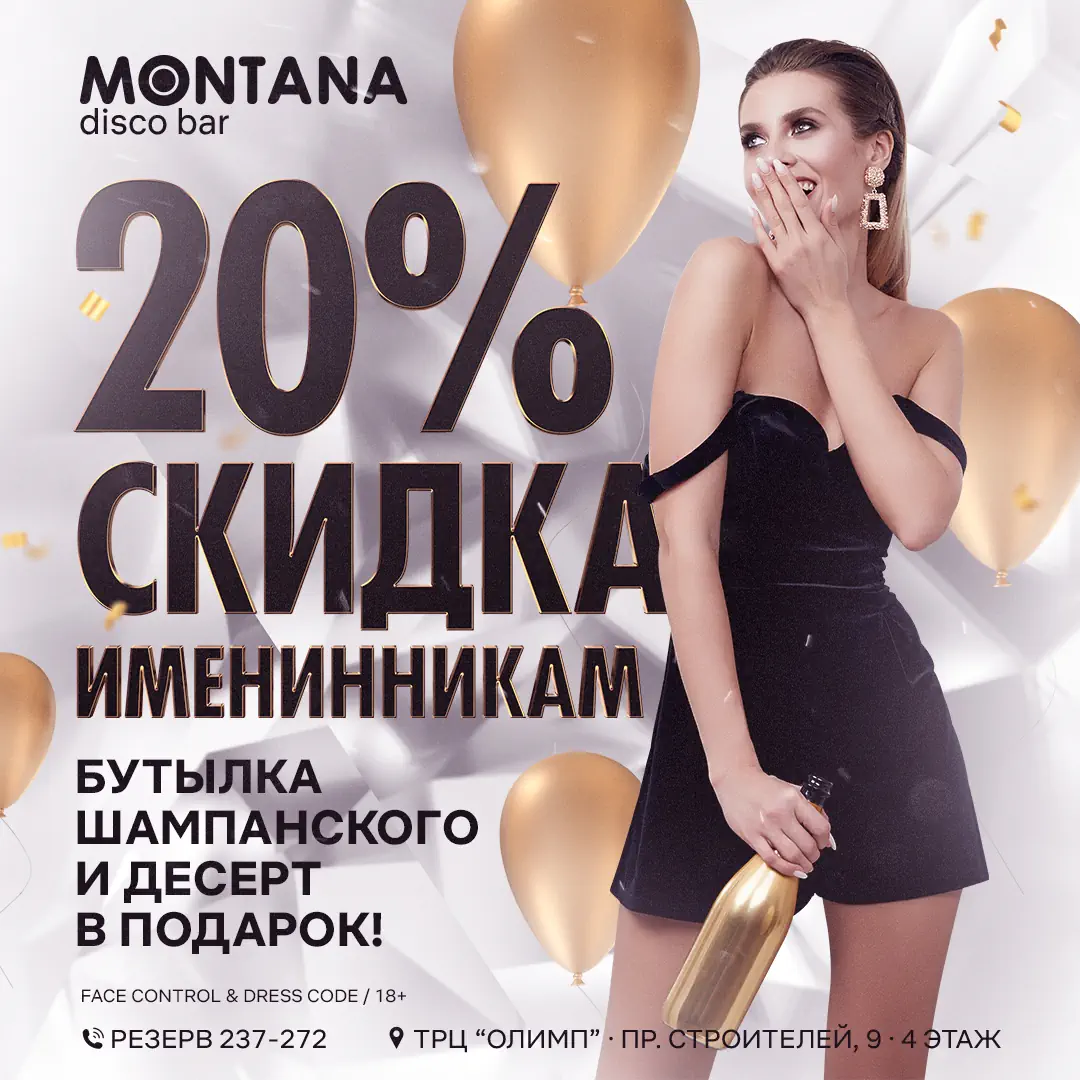 MONTANA
disco bar
20%
СКИДКА
ИМЕНИННИКАМ
БУТЫЛКА
ШАМПАНСКОГО
И ДЕСЕРТ
В ПОДАРОК!
FACE CONTROL & DRESS CODE / 18+
РЕЗЕРВ 237-272
ТРЦ “ОЛИМП” · ПР. СТРОИТЕЛЕЙ, 9 · 4 ЭТАЖ